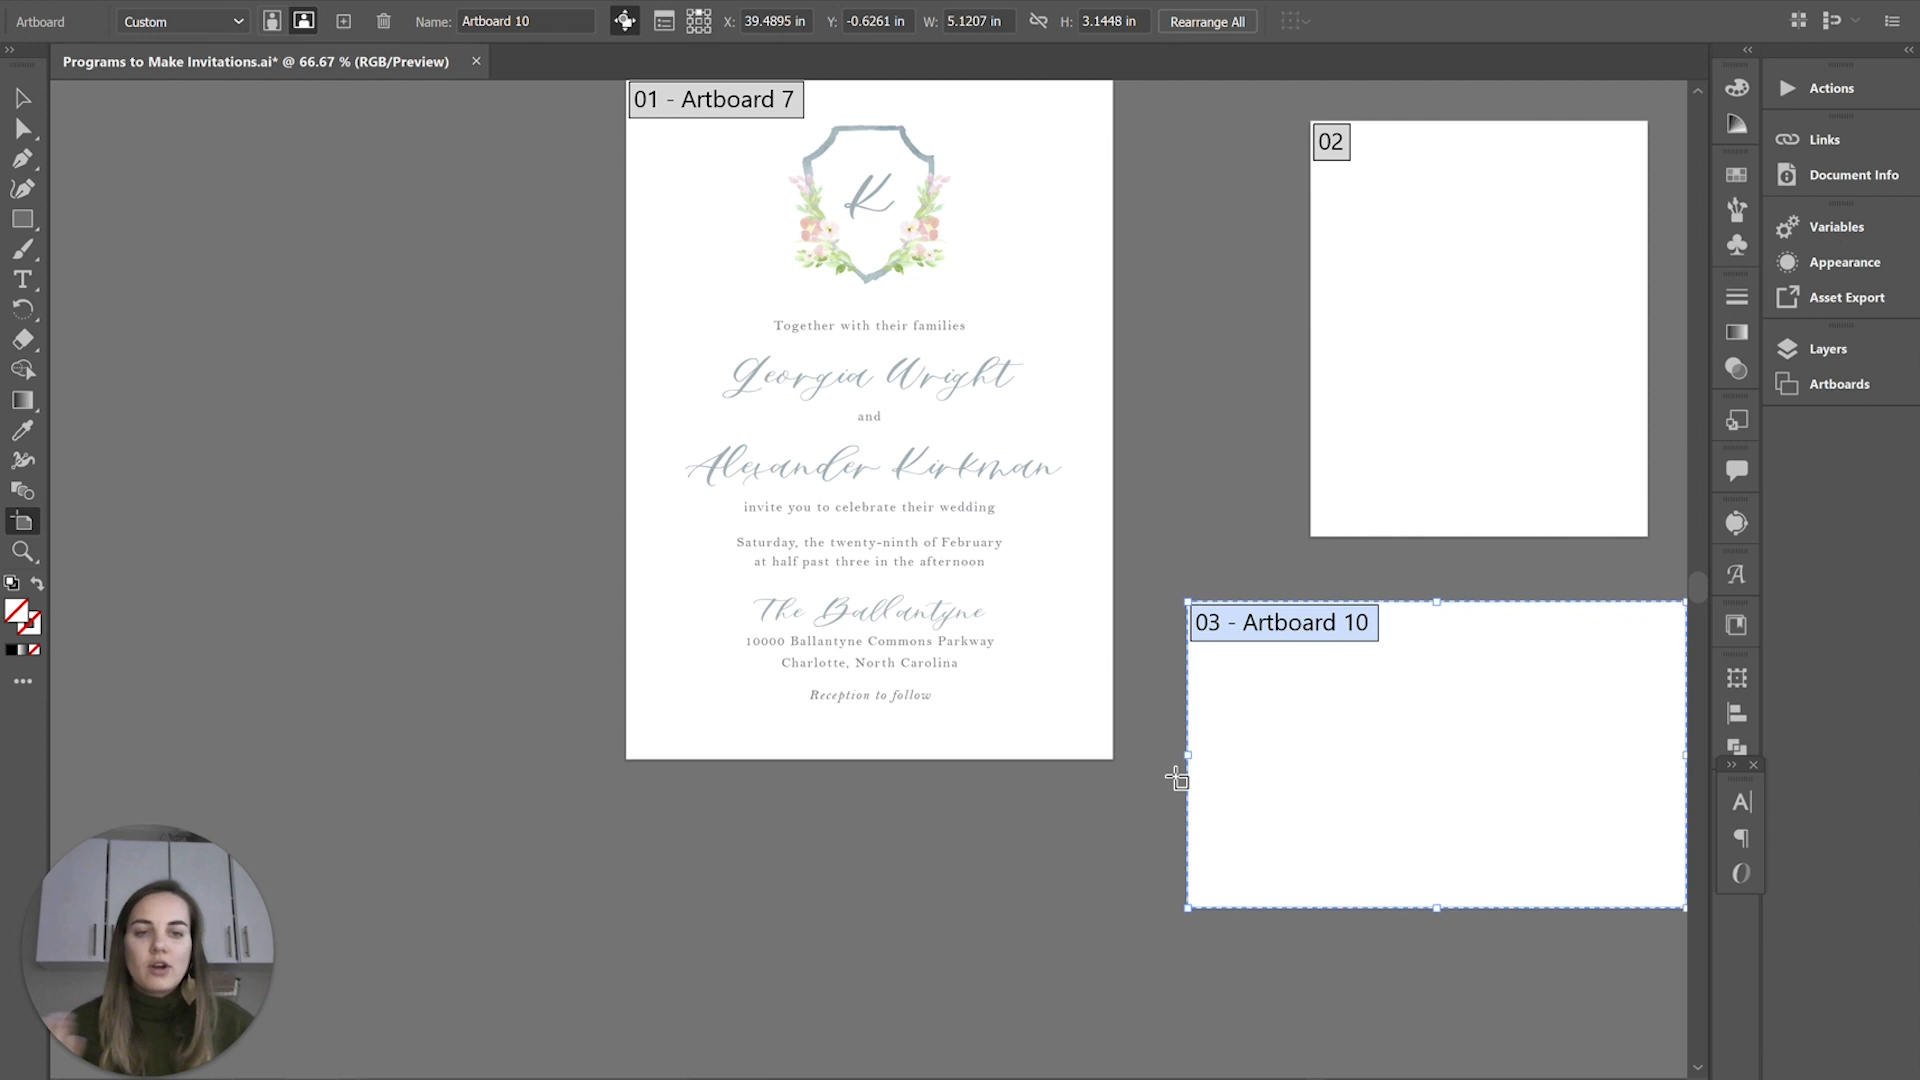 Artboard
Custom
Name: Artboard 10
X: 39.4895 in
Y: -0.6261 in
W: 5.1207 in
H: 3.1448 in
Rearrange All
Programs to Make Invitations.ai* @ 66.67 % (RGB/Preview)
01 - Artboard 7
K
Together with their families
Georgia Wright
and
Alexander Kirkman
invite you to celebrate their wedding
Saturday, the twenty-ninth of February
at half past three in the afternoon
The Ballantyne
10000 Ballantyne Commons Parkway
Charlotte, North Carolina
Reception to follow
02
03 - Artboard 10
Actions
Links
Document Info
Variables
Appearance
Asset Export
Layers
Artboards